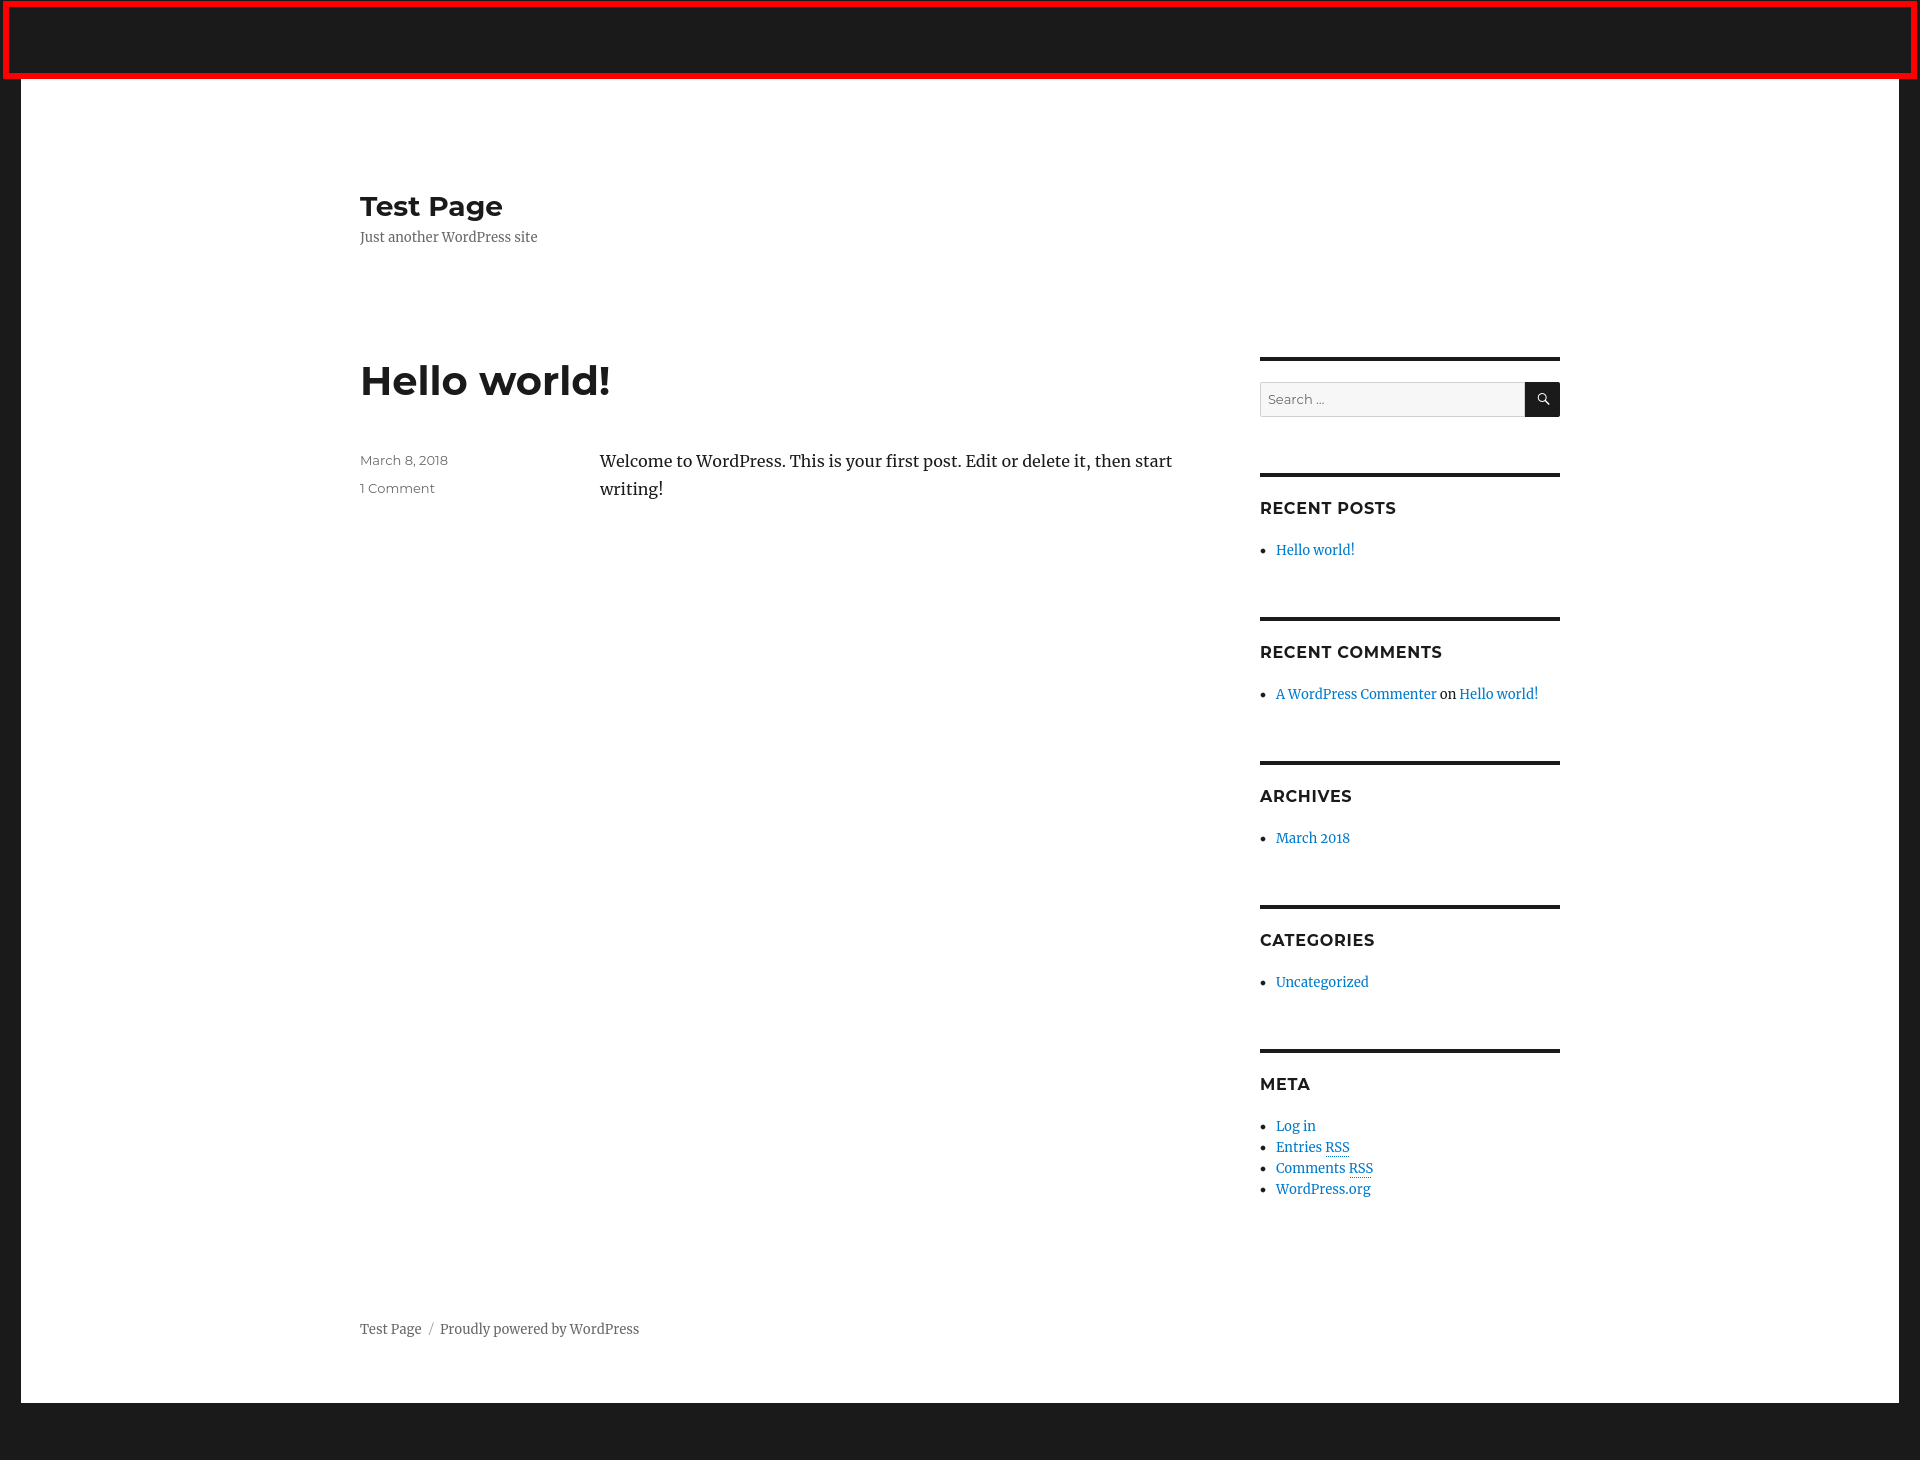 Test Page
Just another WordPress site
Hello world!
March 8, 2018
1 Comment
Welcome to WordPress. This is your first post. Edit or delete it, then start
writing!
Search …
RECENT POSTS
Hello world!
RECENT COMMENTS
A WordPress Commenter on Hello world!
ARCHIVES
March 2018
CATEGORIES
Uncategorized
META
Log in
Entries RSS
Comments RSS
WordPress.org
Test Page / Proudly powered by WordPress